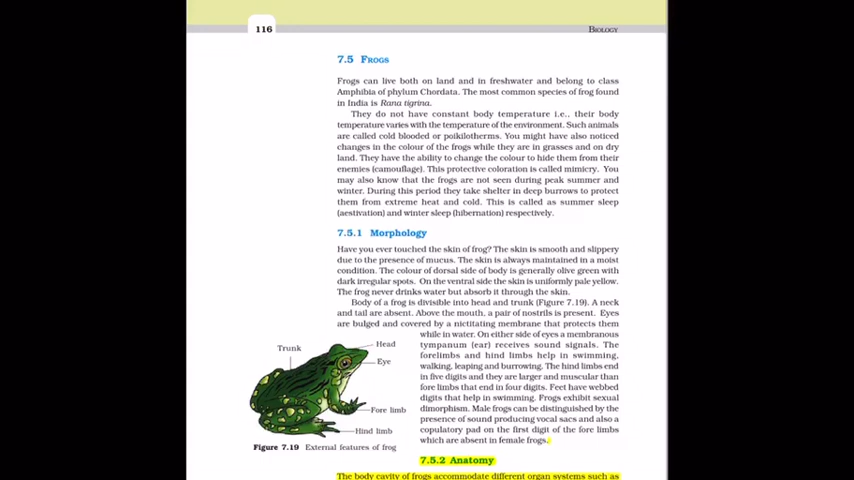 116
BIOLOGY
7.5 FROGS
Frogs can live both on land and in freshwater and belong to class
Amphibia of phylum Chordata. The most common species of frog found
in India is Rana tigrina.
They do not have constant body temperature i.e., their body
temperature varies with the temperature of the environment. Such animals
are called cold blooded or poikilotherms. You might have also noticed
changes in the colour of the frogs while they are in grasses and on dry
land. They have the ability to change the colour to hide them from their
enemies (camouflage). This protective coloration is called mimicry. You
may also know that the frogs are not seen during peak summer and
winter. During this period they take shelter in deep burrows to protect
them from extreme heat and cold. This is called as summer sleep
(aestivation) and winter sleep (hibernation) respectively.
7.5.1 Morphology
Have you ever touched the skin of frog? The skin is smooth and slippery
due to the presence of mucus. The skin is always maintained in a moist
condition. The colour of dorsal side of body is generally olive green with
dark irregular spots. On the ventral side the skin is uniformly pale yellow.
The frog never drinks water but absorb it through the skin.
Body of a frog is divisible into head and trunk (Figure 7.19). A neck
and tail are absent. Above the mouth, a pair of nostrils is present. Eyes
are bulged and covered by a nictitating membrane that protects them
while in water. On either side of eyes a membranous
tympanum (ear) receives sound signals. The
forelimbs and hind limbs help in swimming,
walking, leaping and burrowing. The hind limbs end
in five digits and they are larger and muscular than
fore limbs that end in four digits. Feet have webbed
digits that help in swimming. Frogs exhibit sexual
dimorphism. Male frogs can be distinguished by the
presence of sound producing vocal sacs and also a
copulatory pad on the first digit of the fore limbs
which are absent in female frogs.
Trunk
Head
Eye
Fore limb
Hind limb
Figure 7.19 External features of frog
7.5.2 Anatomy
The body cavity of frogs accommodate different organ systems such as